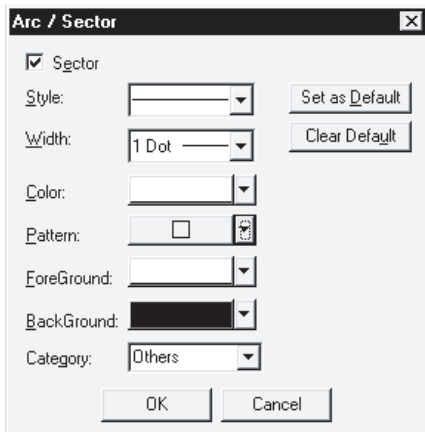 Arc / Sector
Sector
Style:
Set as Default
Width:
1 Dot
Clear Default
Color:
Pattern:
ForeGround:
BackGround:
Category:
Others
OK
Cancel